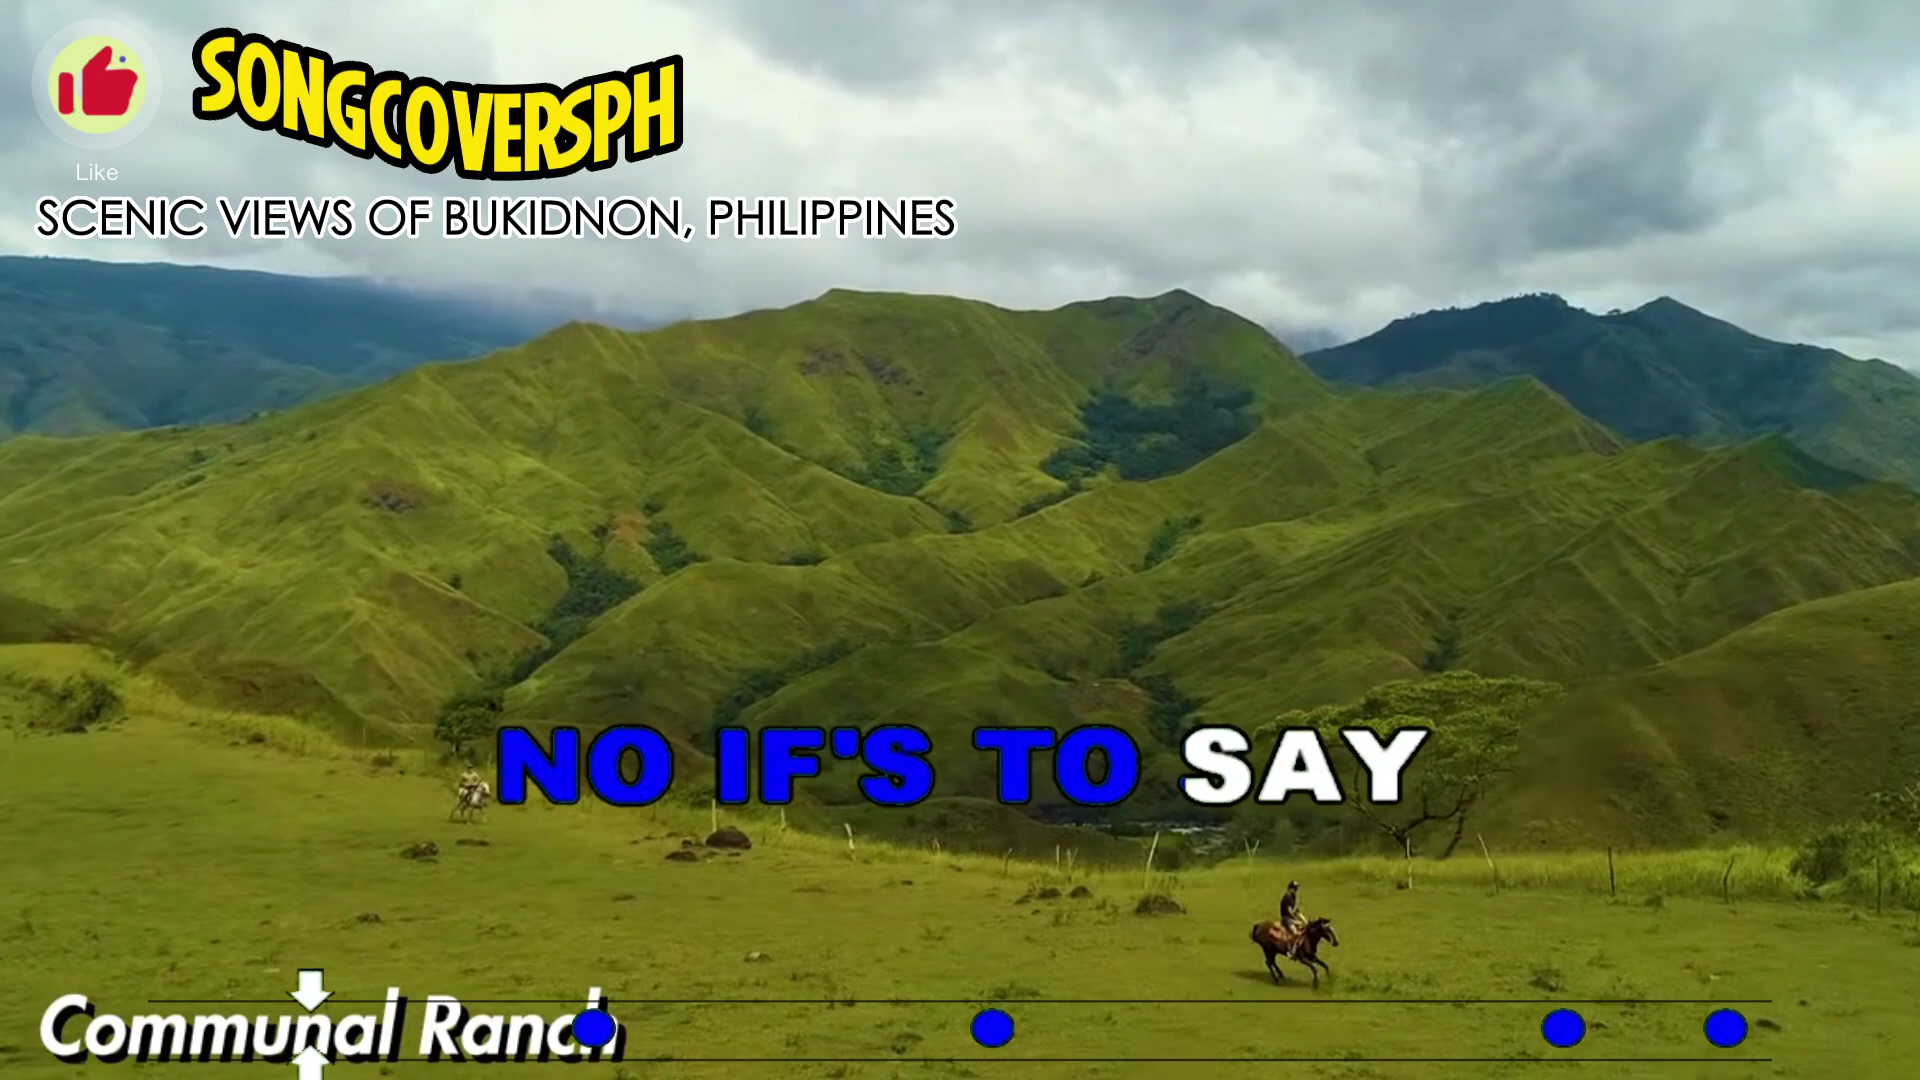 SONGCOVERSPH
Like
SCENIC VIEWS OF BUKIDNON, PHILIPPINES
NO IF'S TO SAY
Communal Ranch